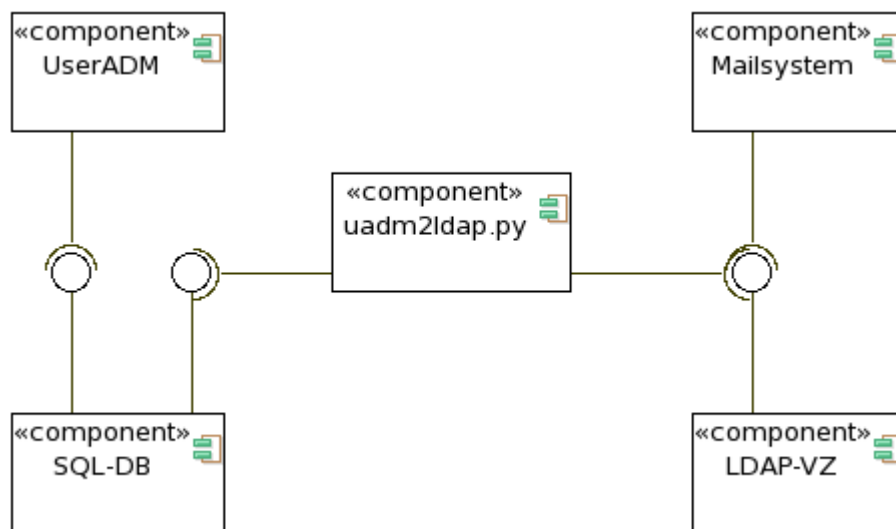 «component»
UserADM
«component»
Mailsystem
«component»
uadm2ldap.py
«component»
SQL-DB
«component»
LDAP-VZ